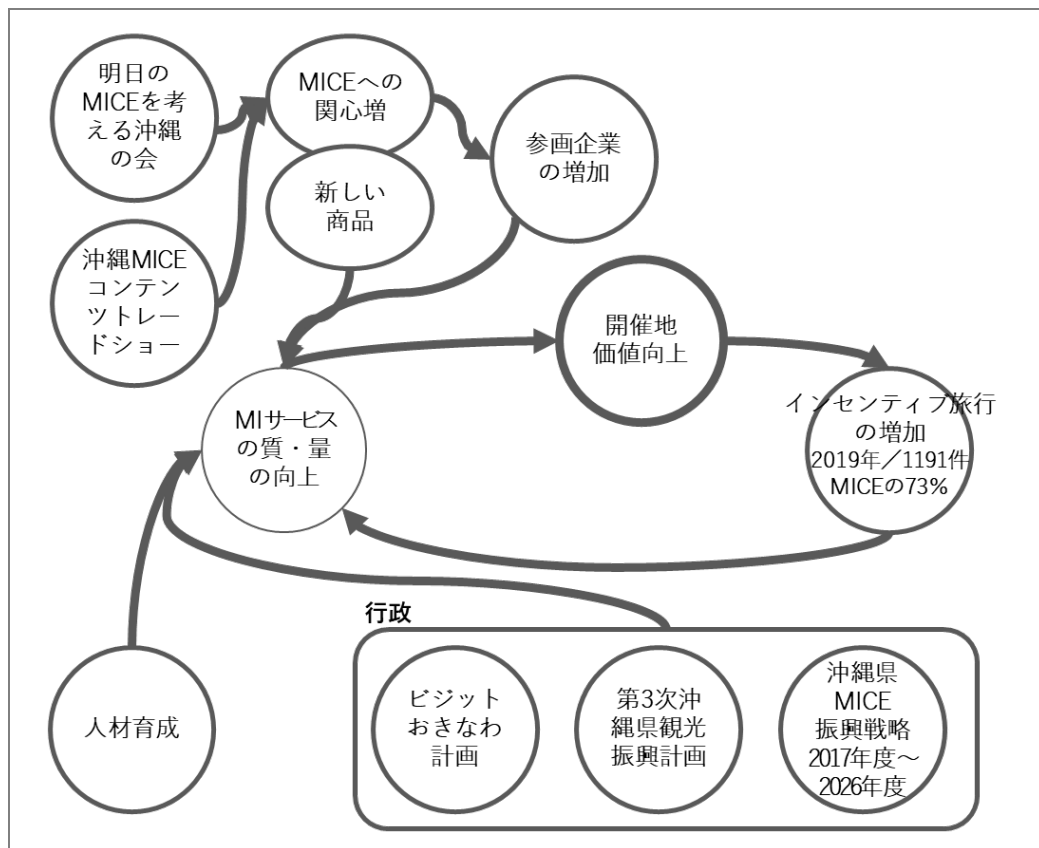 明日の
MICEを考
える沖縄
の会
MICEへの
関心増
参画企業
の増加
新しい
商品
沖縄MICE
コンテン
ツトレー
ドショー
開催地
価値向上
インセンティブ旅行
の増加
2019年／1191件
MICEの73%
MIサービス
の質・量
の向上
行政
人材育成
ビジット
おきなわ
計画
第3次沖
縄県観光
振興計画
沖縄県
MICE
振興戦略
2017年度～
2026年度